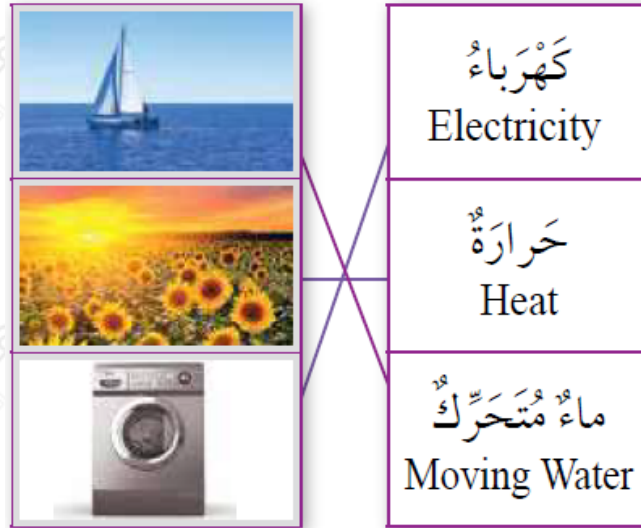 كَهْرَباءُ
Electricity
حَرارَةٌ
Heat
ماءٌ مُتَحَرِّكٌ
Moving Water